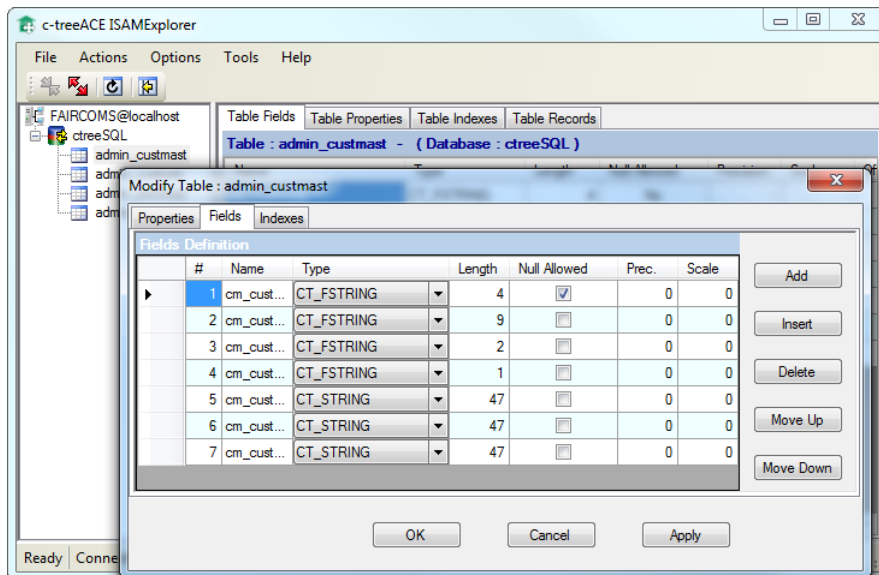 c-treeACE ISAMExplorer
File Actions Options Tools Help
FAIRCOMS@localhost
ctreeSQL
admin_custmast
adm
adm
adm
Table Fields Table Properties Table Indexes Table Records
Table : admin_custmast - ( Database : ctreeSQL )
Modify Table : admin_custmast
Properties Fields Indexes
Fields Definition
# Name Type Length Null Allowed Prec. Scale
1 cm_cust... CT_FSTRING 4 0 0
2 cm_cust... CT_FSTRING 9 0 0
3 cm_cust... CT_FSTRING 2 0 0
4 cm_cust... CT_FSTRING 1 0 0
5 cm_cust... CT_STRING 47 0 0
6 cm_cust... CT_STRING 47 0 0
7 cm_cust... CT_STRING 47 0 0
Add
Insert
Delete
Move Up
Move Down
OK Cancel Apply
Ready Conne